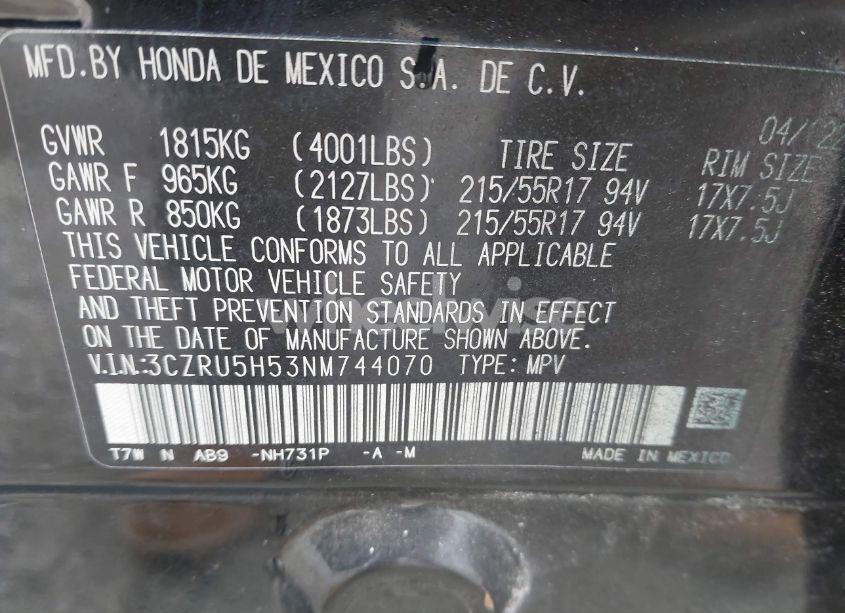 MFD.BY HONDA DE MEXICO S.A. DE C.V.
04/22
GVWR 1815KG (4001LBS) TIRE SIZE RIM SIZE
GAWR F 965KG (2127LBS) 215/55R17 94V 17X7.5J
GAWR R 850KG (1873LBS) 215/55R17 94V 17X7.5J
THIS VEHICLE CONFORMS TO ALL APPLICABLE
FEDERAL MOTOR VEHICLE SAFETY
AND THEFT PREVENTION STANDARDS IN EFFECT
ON THE DATE OF MANUFACTURE SHOWN ABOVE.
V.I.N.:3CZRU5H53NM744070 TYPE: MPV
T7W N AB9 -NH731P -A -M MADE IN MEXICO